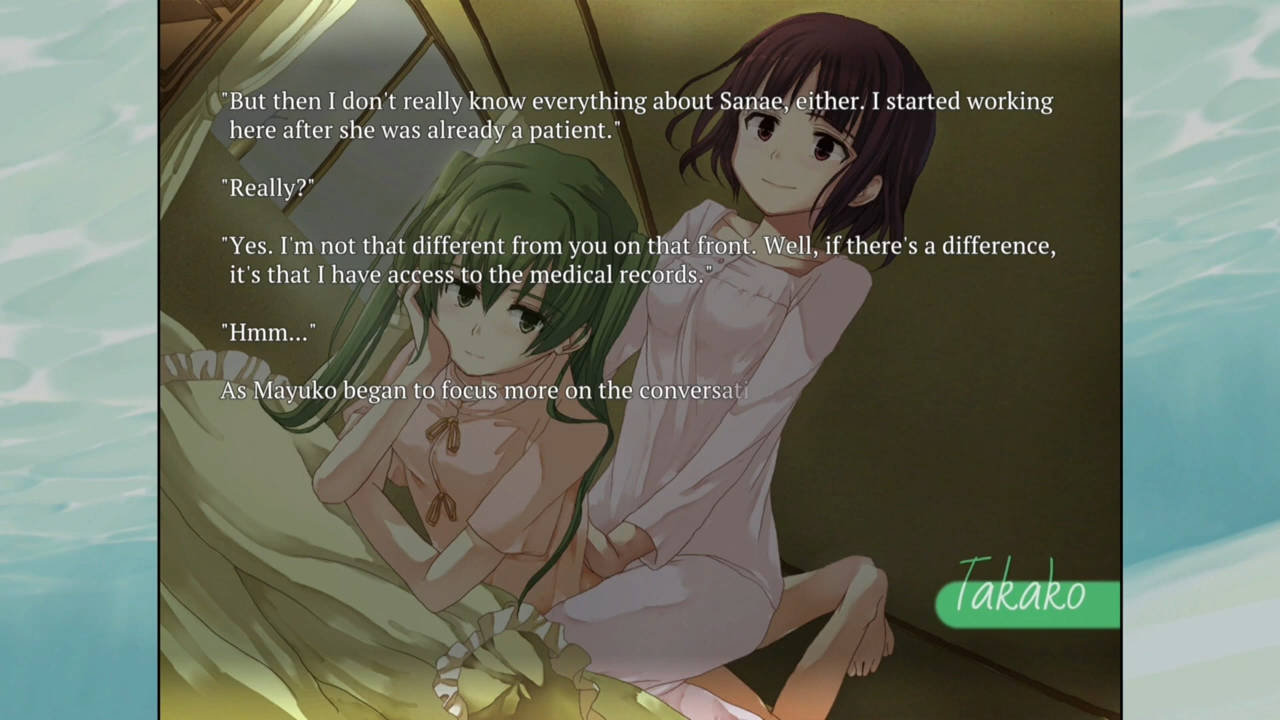 "But then I don't really know everything about Sanae, either. I started working
here after she was already a patient."
"Really?"
"Yes. I'm not that different from you on that front. Well, if there's a difference,
it's that I have access to the medical records."
"Hmm..."
As Mayuko began to focus more on the conversati
Takako